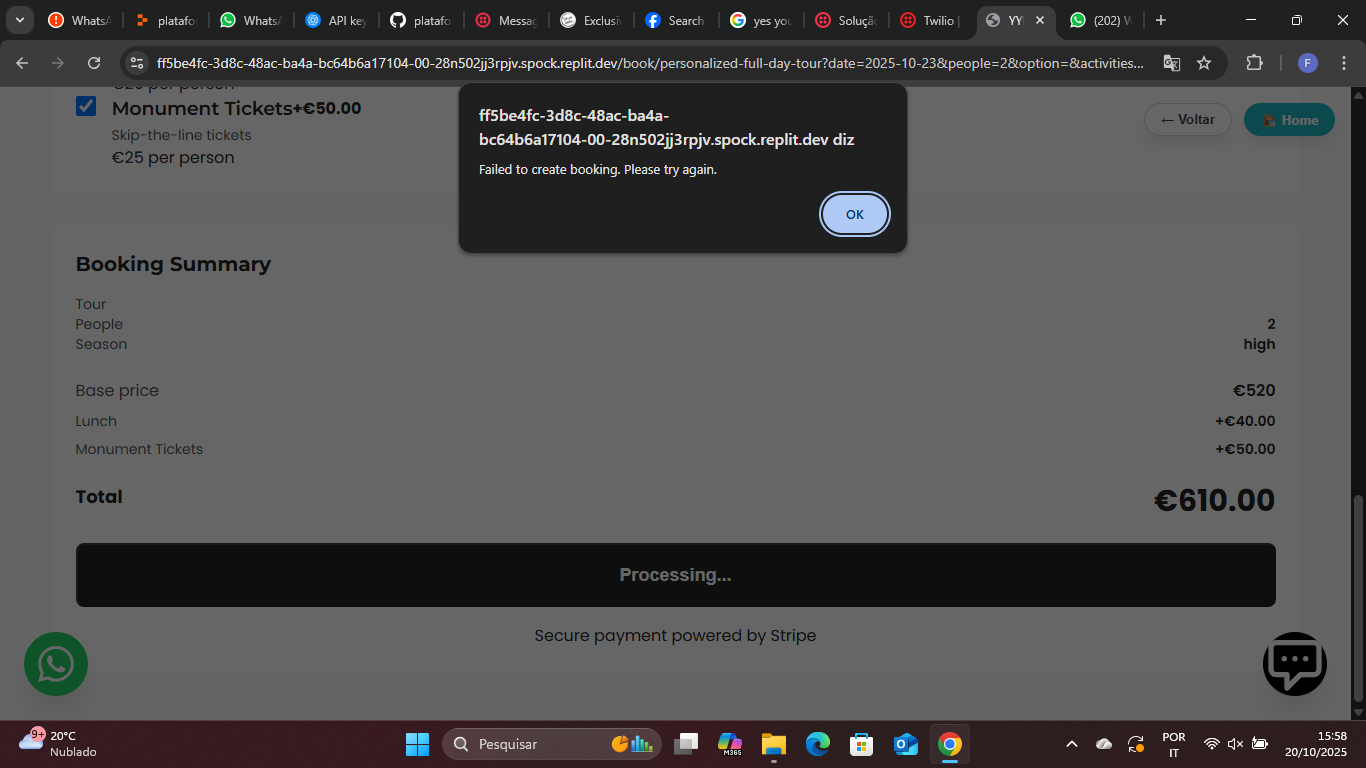 WhatsA
platafo
WhatsA
API key
platafo
Messag
Exclusiv
Search
yes you
Soluçã
Twilio |
YY
(202) W
ff5be4fc-3d8c-48ac-ba4a-bc64b6a17104-00-28n502jj3rpjv.spock.replit.dev/book/personalized-full-day-tour?date=2025-10-23&people=2&option=&activities...
F
€20 per person
Monument Tickets+€50.00
Skip-the-line tickets
€25 per person
ff5be4fc-3d8c-48ac-ba4a-
bc64b6a17104-00-28n502jj3rpjv.spock.replit.dev diz
Failed to create booking. Please try again.
OK
← Voltar
Home
Booking Summary
Tour
People 2
Season high
Base price €520
Lunch +€40.00
Monument Tickets +€50.00
Total €610.00
Processing...
Secure payment powered by Stripe
9+
20°C
Nublado
Pesquisar
M365
POR
IT
15:58
20/10/2025